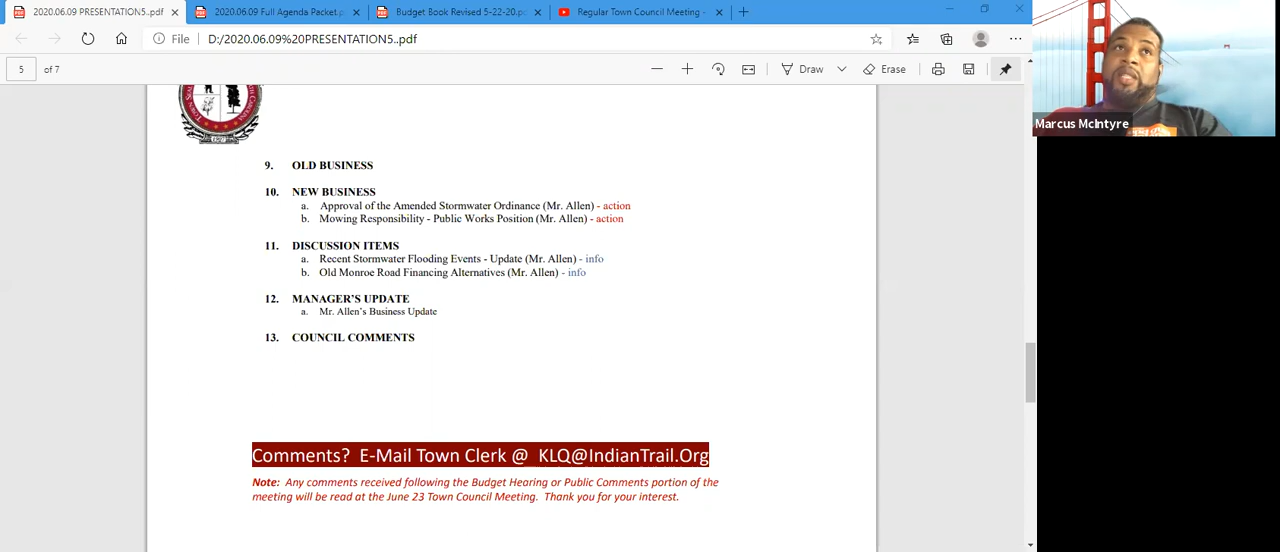 2020.06.09 PRESENTATION5..pdf
2020.06.09 Full Agenda Packet.p
Budget Book Revised 5-22-20.pd
Regular Town Council Meeting -
File
D:/2020.06.09%20PRESENTATION5..pdf
5 of 7
Draw
Erase
9. OLD BUSINESS
10. NEW BUSINESS
a. Approval of the Amended Stormwater Ordinance (Mr. Allen) - action
b. Mowing Responsibility - Public Works Position (Mr. Allen) - action
11. DISCUSSION ITEMS
a. Recent Stormwater Flooding Events - Update (Mr. Allen) - info
b. Old Monroe Road Financing Alternatives (Mr. Allen) - info
12. MANAGER'S UPDATE
a. Mr. Allen's Business Update
13. COUNCIL COMMENTS
Comments? E-Mail Town Clerk @ KLQ@IndianTrail.Org
Note: Any comments received following the Budget Hearing or Public Comments portion of the
meeting will be read at the June 23 Town Council Meeting. Thank you for your interest.
Marcus McIntyre